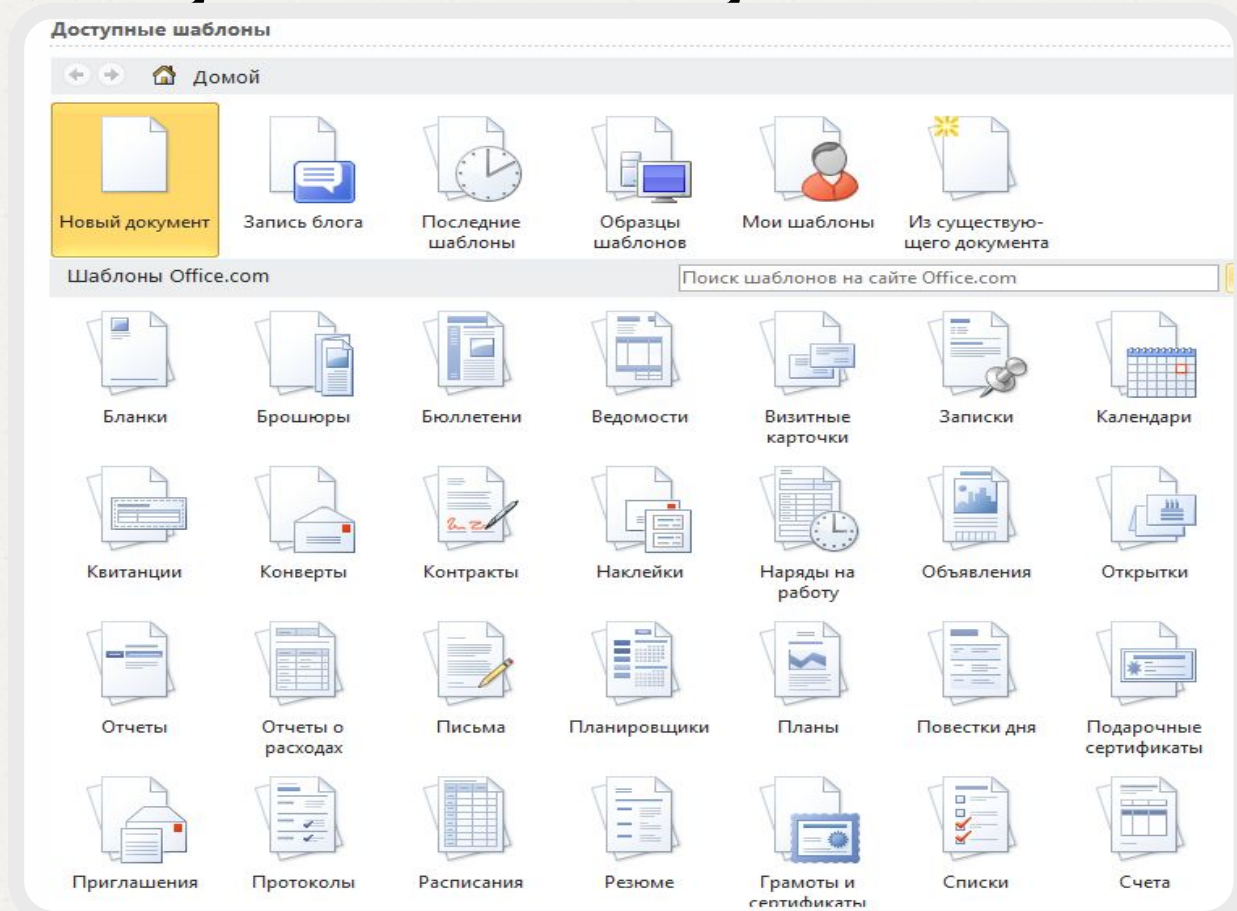 Доступные шаблоны
Домой
Новый документ
Запись блога
Последние
шаблоны
Образцы
шаблонов
Мои шаблоны
Из существую-
щего документа
Шаблоны Office.com
Поиск шаблонов на сайте Office.com
Бланки
Брошюры
Бюллетени
Ведомости
Визитные
карточки
Записки
Календари
Квитанции
Конверты
Контракты
Наклейки
Наряды на
работу
Объявления
Открытки
Отчеты
Отчеты о
расходах
Письма
Планировщики
Планы
Повестки дня
Подарочные
сертификаты
Приглашения
Протоколы
Расписания
Резюме
Грамоты и
сертификаты
Списки
Счета